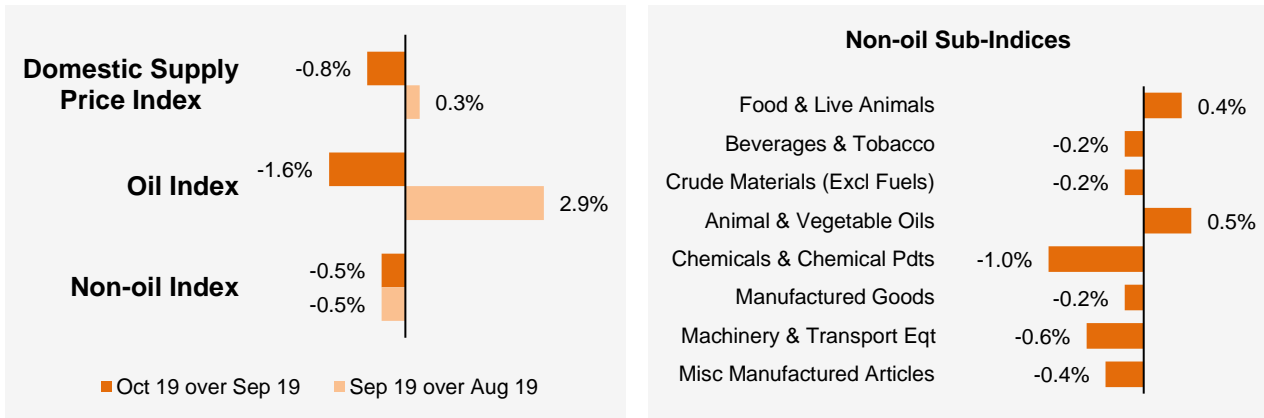 Domestic Supply
Price Index
-0.8%
0.3%
Oil Index
-1.6%
2.9%
Non-oil Index
-0.5%
-0.5%
Oct 19 over Sep 19
Sep 19 over Aug 19
Non-oil Sub-Indices
Food & Live Animals
0.4%
Beverages & Tobacco
-0.2%
Crude Materials (Excl Fuels)
-0.2%
Animal & Vegetable Oils
0.5%
Chemicals & Chemical Pdts
-1.0%
Manufactured Goods
-0.2%
Machinery & Transport Eqt
-0.6%
Misc Manufactured Articles
-0.4%